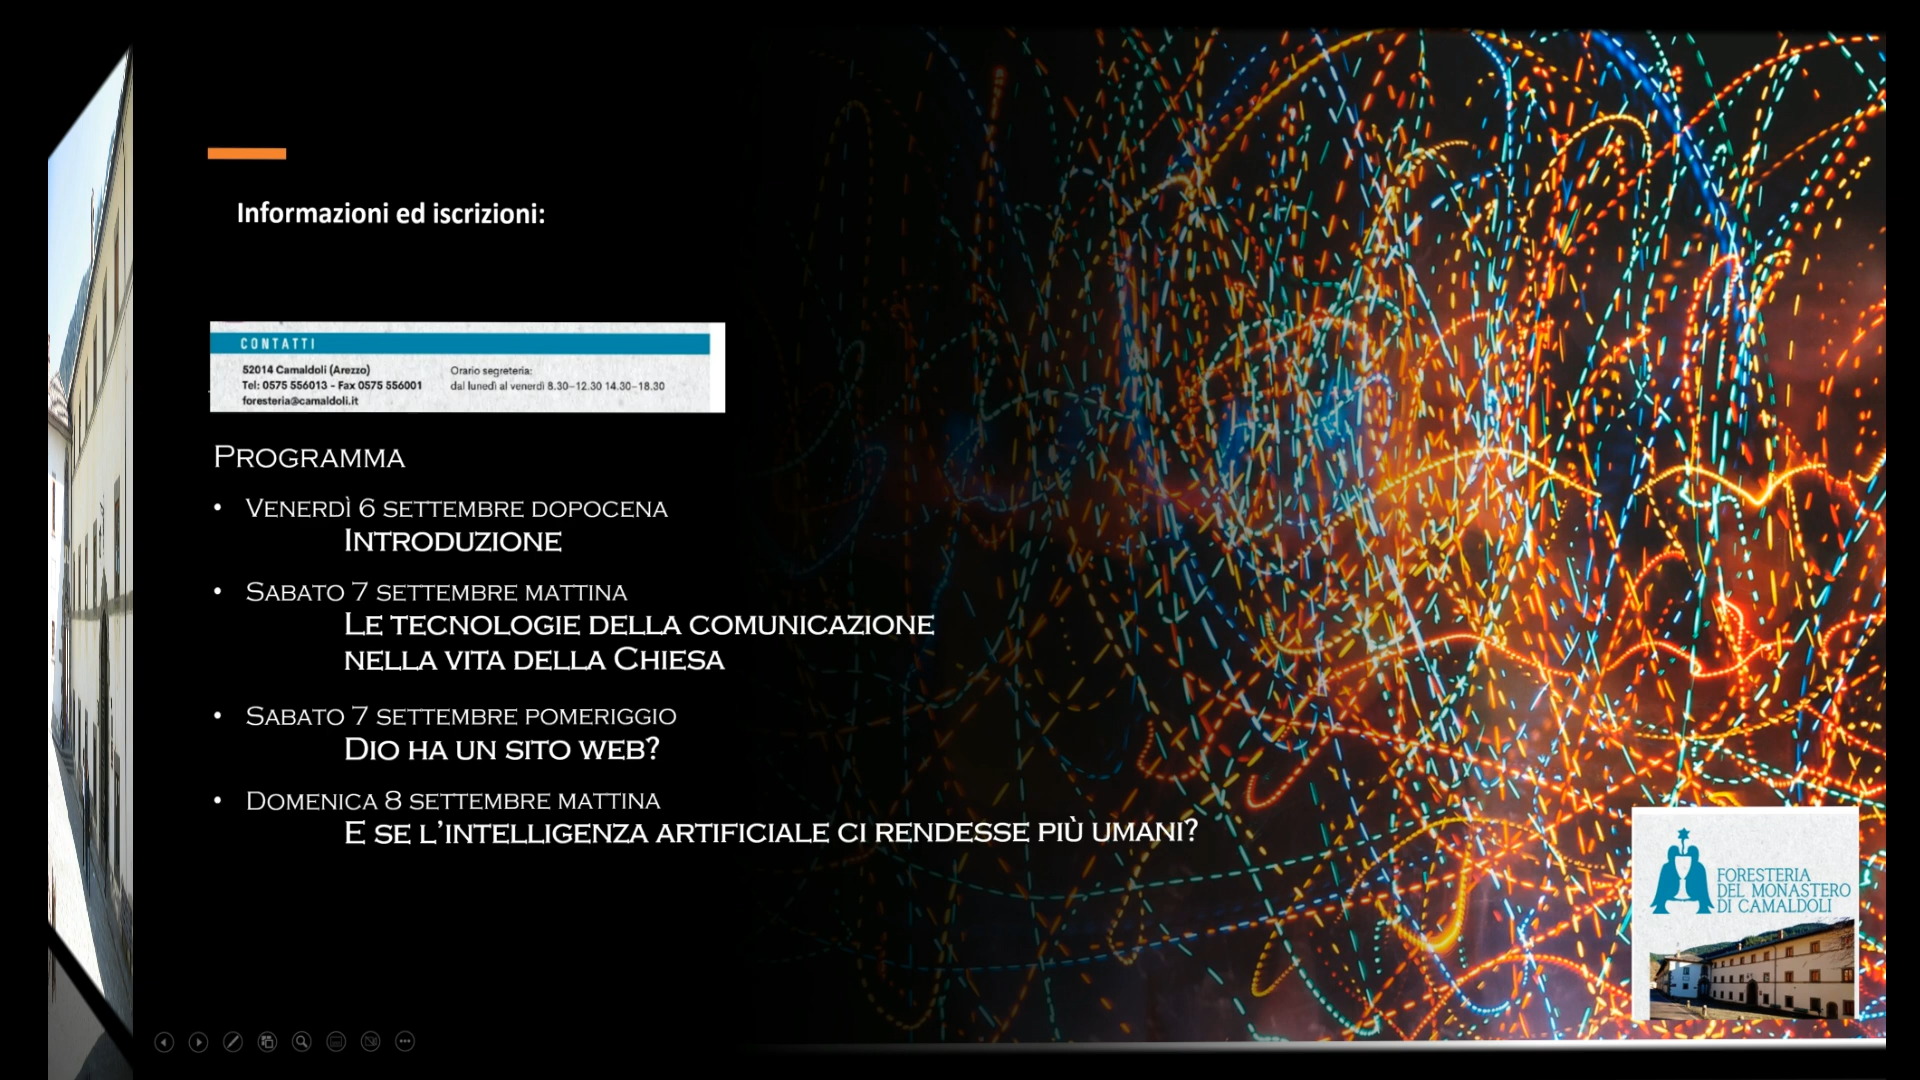 Informazioni ed iscrizioni:
CONTATTI
52014 Camaldoli (Arezzo)
Tel: 0575 556013 - Fax 0575 556001
foresteria@camaldoli.it
Orario segreteria:
dal lunedì al venerdì 8.30–12.30 14.30–18.30
Programma
• Venerdì 6 settembre dopocena
Introduzione
• Sabato 7 settembre mattina
Le tecnologie della comunicazione
nella vita della Chiesa
• Sabato 7 settembre pomeriggio
Dio ha un sito web?
• Domenica 8 settembre mattina
E se l’intelligenza artificiale ci rendesse più umani?
FORESTERIA
DEL MONASTERO
DI CAMALDOLI